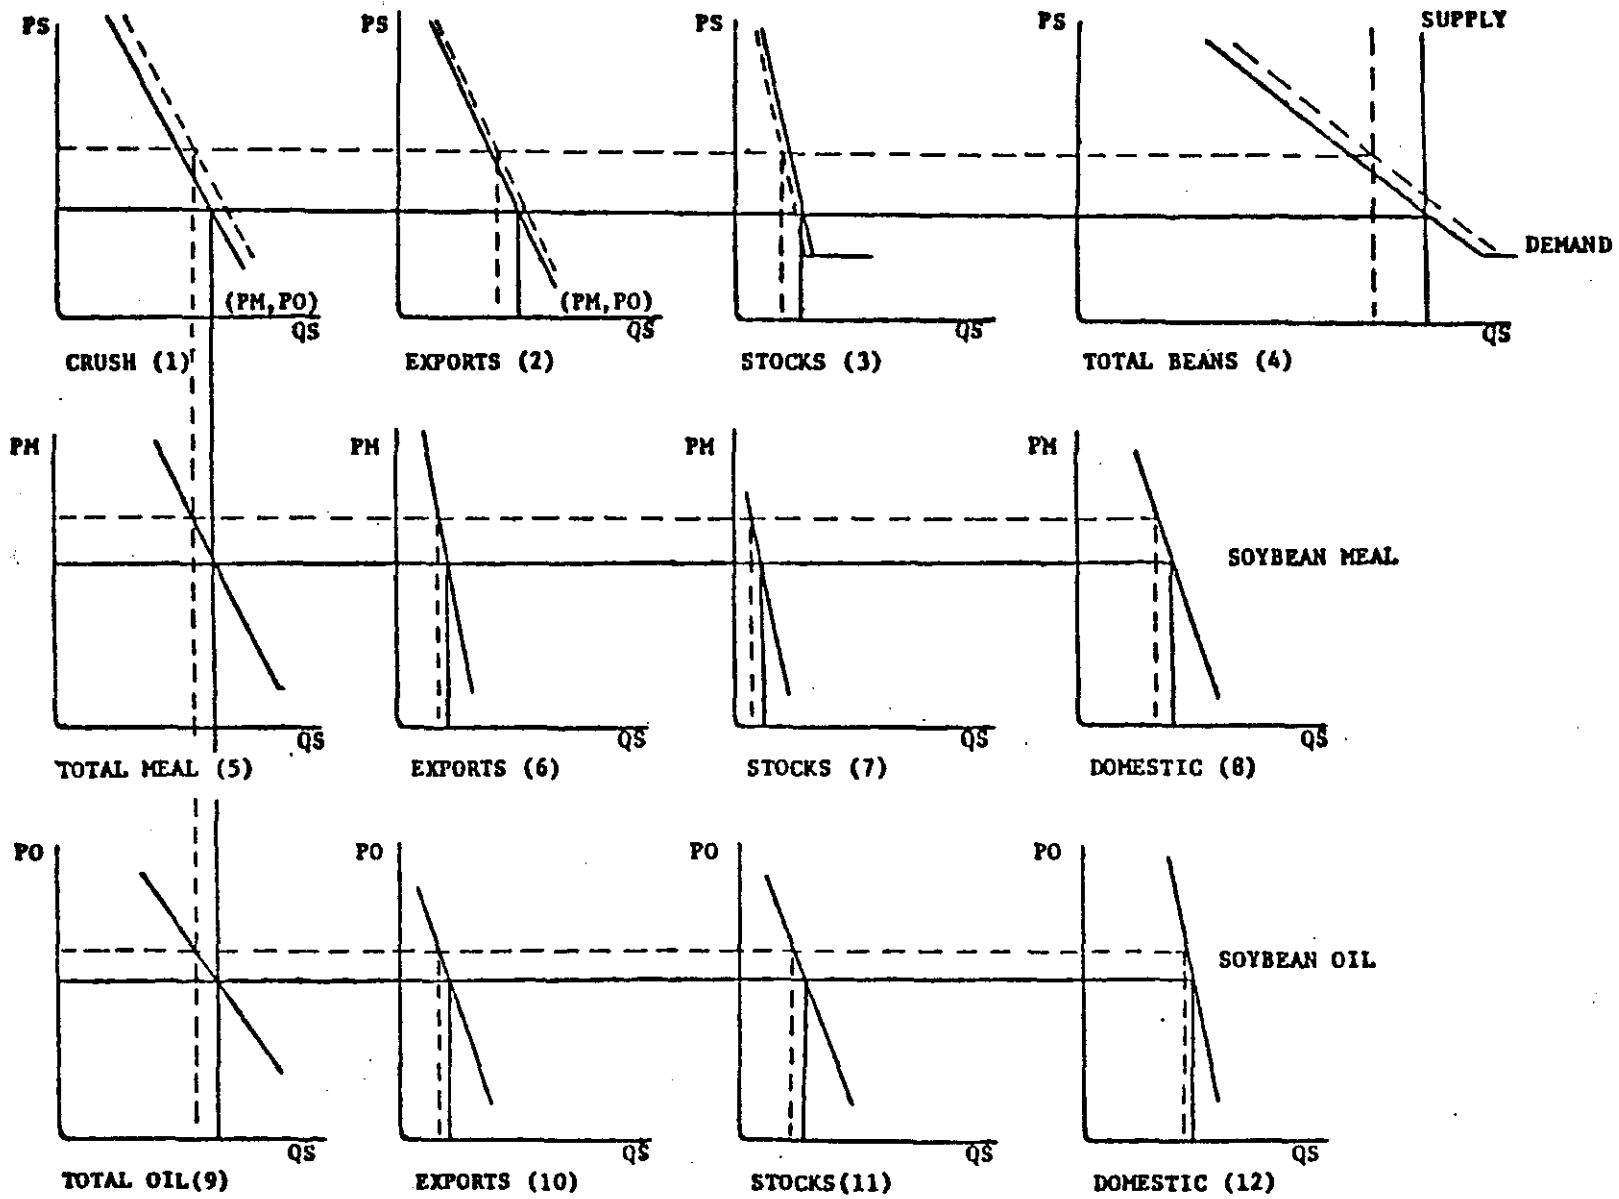 PS PS PS PS SUPPLY
DEMAND
(PM,PO) (PM,PO)
QS QS QS QS
CRUSH (1) EXPORTS (2) STOCKS (3) TOTAL BEANS (4)
PM PM PM PM
SOYBEAN MEAL
QS QS QS QS
TOTAL MEAL (5) EXPORTS (6) STOCKS (7) DOMESTIC (8)
PO PO PO PO
SOYBEAN OIL
QS QS QS QS
TOTAL OIL(9) EXPORTS (10) STOCKS(11) DOMESTIC (12)